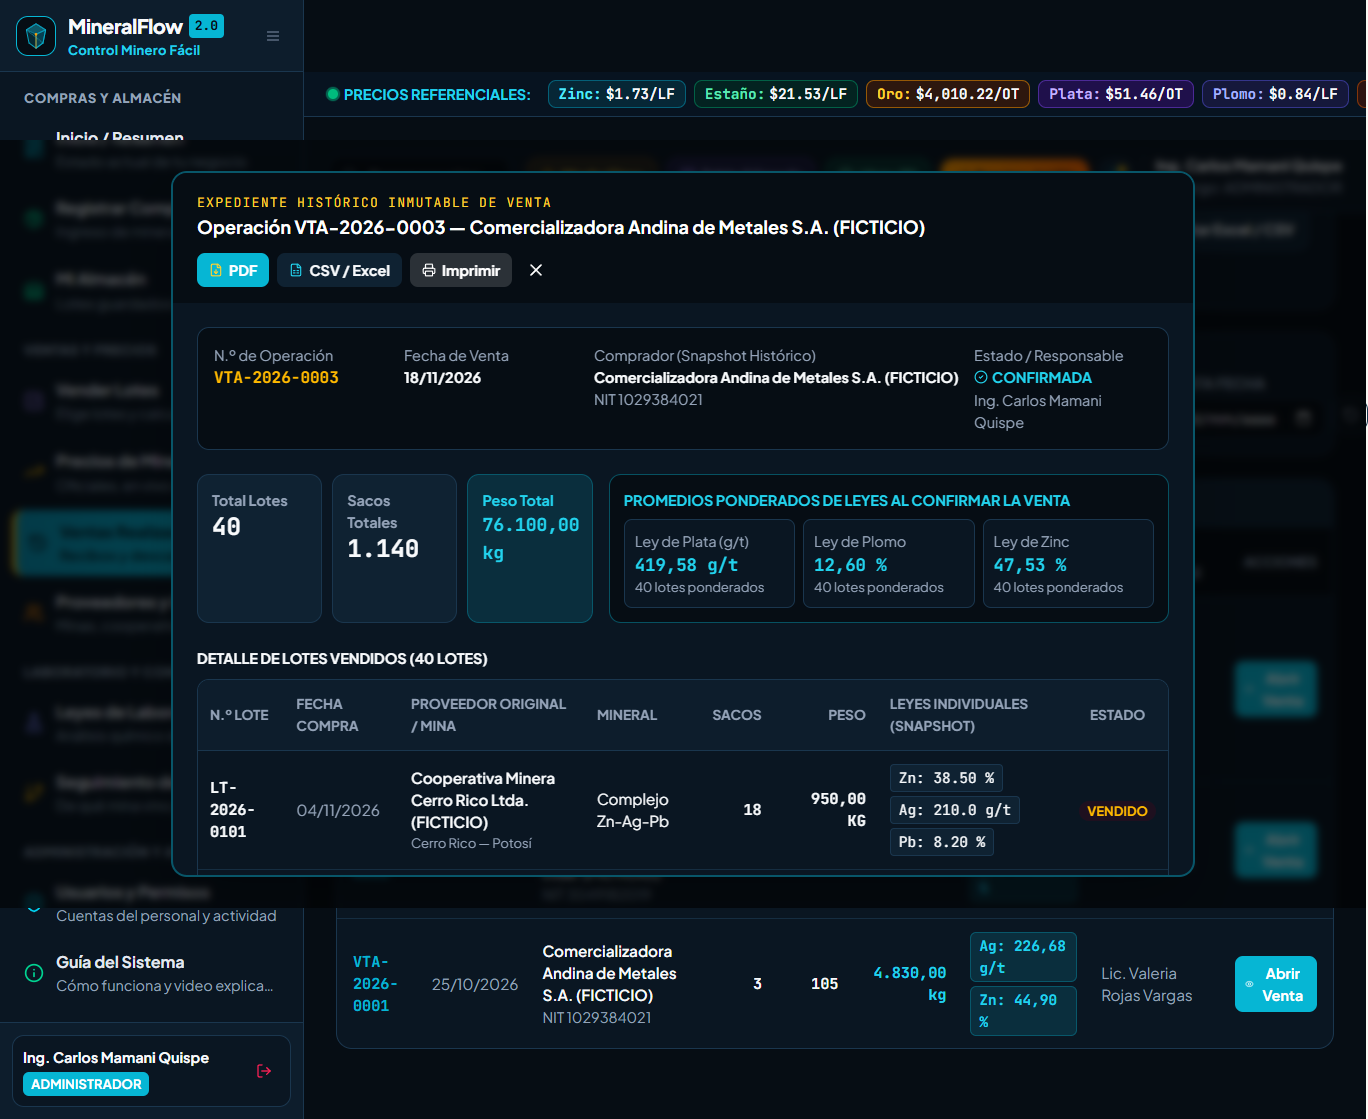 MineralFlow 2.0
Control Minero Fácil
COMPRAS Y ALMACÉN
PRECIOS REFERENCIALES:
Zinc: $1.73/LF
Estaño: $21.53/LF
Oro: $4,010.22/OT
Plata: $51.46/OT
Plomo: $0.84/LF
Inicio / Resumen
EXPEDIENTE HISTÓRICO INMUTABLE DE VENTA
Operación VTA-2026-0003 — Comercializadora Andina de Metales S.A. (FICTICIO)
PDF
CSV / Excel
Imprimir
N.º de Operación
VTA-2026-0003
Fecha de Venta
18/11/2026
Comprador (Snapshot Histórico)
Comercializadora Andina de Metales S.A. (FICTICIO)
NIT 1029384021
Estado / Responsable
CONFIRMADA
Ing. Carlos Mamani
Quispe
Total Lotes
40
Sacos
Totales
1.140
Peso Total
76.100,00
kg
PROMEDIOS PONDERADOS DE LEYES AL CONFIRMAR LA VENTA
Ley de Plata (g/t)
419,58 g/t
40 lotes ponderados
Ley de Plomo
12,60 %
40 lotes ponderados
Ley de Zinc
47,53 %
40 lotes ponderados
DETALLE DE LOTES VENDIDOS (40 LOTES)
N.º LOTE
FECHA
COMPRA
PROVEEDOR ORIGINAL
/ MINA
MINERAL
SACOS
PESO
LEYES INDIVIDUALES
(SNAPSHOT)
ESTADO
LT-
2026-
0101
04/11/2026
Cooperativa Minera
Cerro Rico Ltda.
(FICTICIO)
Cerro Rico — Potosí
Complejo
Zn-Ag-Pb
18
950,00
KG
Zn: 38.50 %
Ag: 210.0 g/t
Pb: 8.20 %
VENDIDO
Cuentas del personal y actividad
Guía del Sistema
Cómo funciona y video explica...
Ing. Carlos Mamani Quispe
ADMINISTRADOR
VTA-
2026-
0001
25/10/2026
Comercializadora
Andina de Metales
S.A. (FICTICIO)
NIT 1029384021
3
105
4.830,00
kg
Ag: 226,68
g/t
Zn: 44,90
%
Lic. Valeria
Rojas Vargas
Abrir
Venta